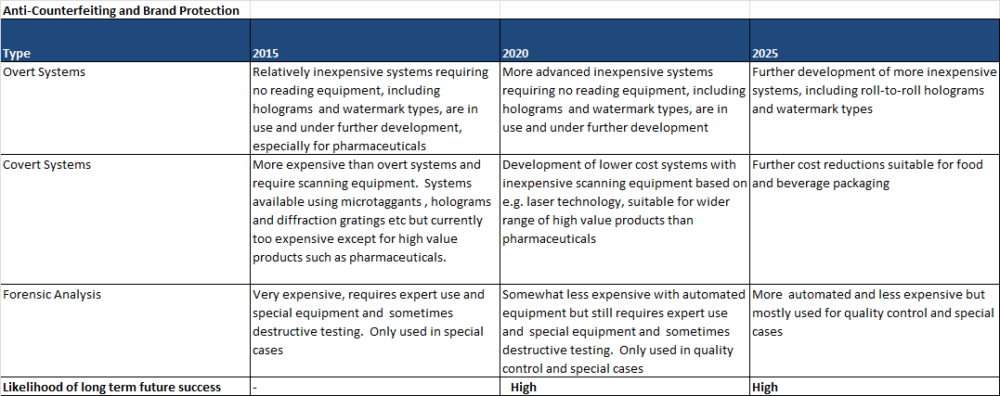 Anti-Counterfeiting and Brand Protection
Type 2015 2020 2025
Overt Systems
Relatively inexpensive systems requiring
no reading equipment, including
holograms and watermark types, are in
use and under further development,
especially for pharmaceuticals
More advanced inexpensive systems
requiring no reading equipment, including
holograms and watermark types, are in
use and under further development
Further development of more inexpensive
systems, including roll-to-roll holograms
and watermark types
Covert Systems
More expensive than overt systems and
require scanning equipment. Systems
available using microtaggants , holograms
and diffraction gratings etc but currently
too expensive except for high value
products such as pharmaceuticals.
Development of lower cost systems with
inexpensive scanning equipment based on
e.g. laser technology, suitable for wider
range of high value products than
pharmaceuticals
Further cost reductions suitable for food
and beverage packaging
Forensic Analysis
Very expensive, requires expert use and
special equipment and sometimes
destructive testing. Only used in special
cases
Somewhat less expensive with automated
equipment but still requires expert use
and special equipment and sometimes
destructive testing. Only used in quality
control and special cases
More automated and less expensive but
mostly used for quality control and special
cases
Likelihood of long term future success - High High